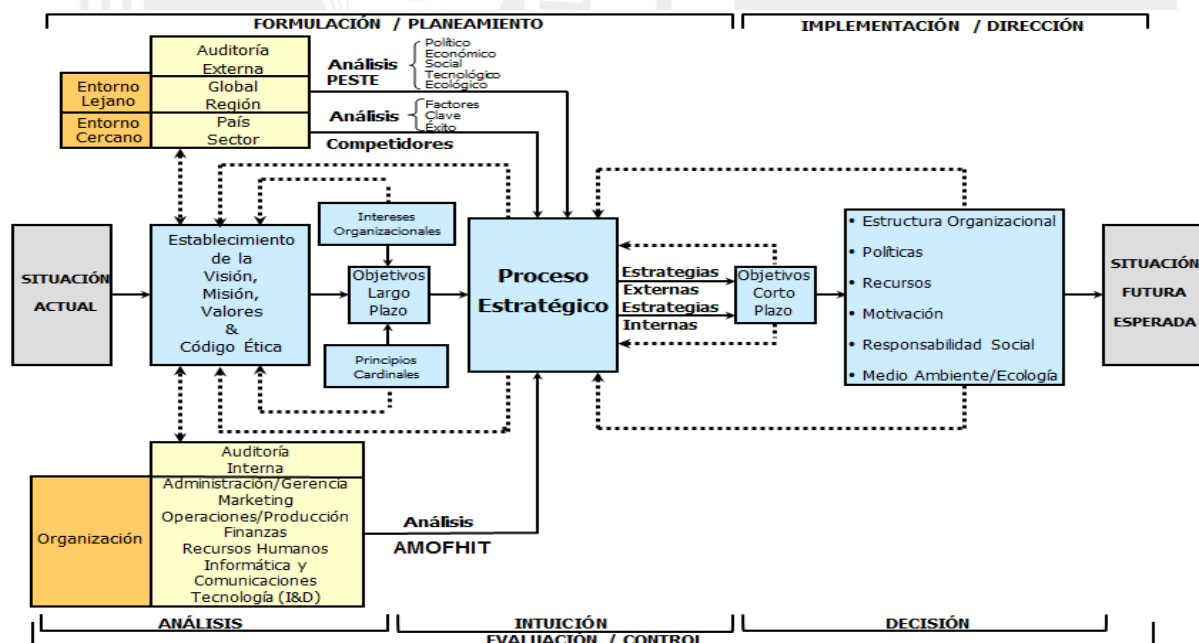 FORMULACIÓN / PLANEAMIENTO
IMPLEMENTACIÓN / DIRECCIÓN
Auditoría
Externa
Entorno
Lejano
Global
Región
Entorno
Cercano
País
Sector
Análisis
PESTE
Político
Económico
Social
Tecnológico
Ecológico
Análisis
Competidores
Factores
Clave
Éxito
SITUACIÓN
ACTUAL
Establecimiento
de la
Visión,
Misión,
Valores
&
Código Ética
Intereses
Organizacionales
Objetivos
Largo
Plazo
Principios
Cardinales
Proceso
Estratégico
Estrategias
Externas
Estrategias
Internas
Objetivos
Corto
Plazo
• Estructura Organizacional
• Políticas
• Recursos
• Motivación
• Responsabilidad Social
• Medio Ambiente/Ecología
SITUACIÓN
FUTURA
ESPERADA
Auditoría
Interna
Organización
Administración/Gerencia
Marketing
Operaciones/Producción
Finanzas
Recursos Humanos
Informática y
Comunicaciones
Tecnología (I&D)
Análisis
AMOFHIT
ANÁLISIS
INTUICIÓN
DECISIÓN
EVALUACIÓN / CONTROL